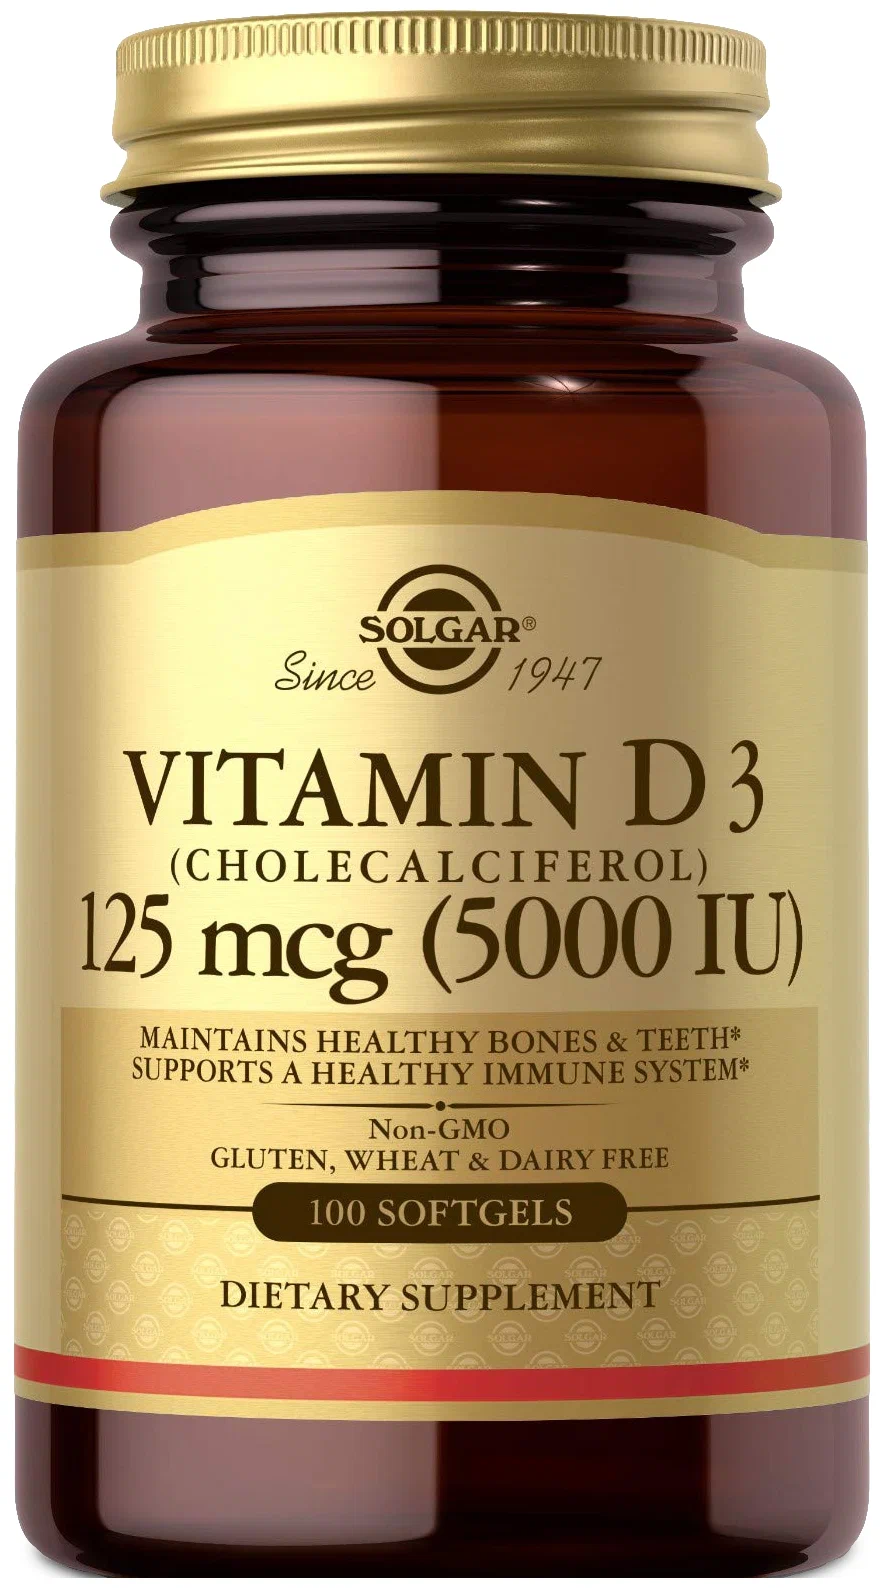 SOLGAR®
Since 1947
VITAMIN D3
(CHOLECALCIFEROL)
125 mcg (5000 IU)
MAINTAINS HEALTHY BONES & TEETH*
SUPPORTS A HEALTHY IMMUNE SYSTEM*
Non-GMO
GLUTEN, WHEAT & DAIRY FREE
100 SOFTGELS
DIETARY SUPPLEMENT